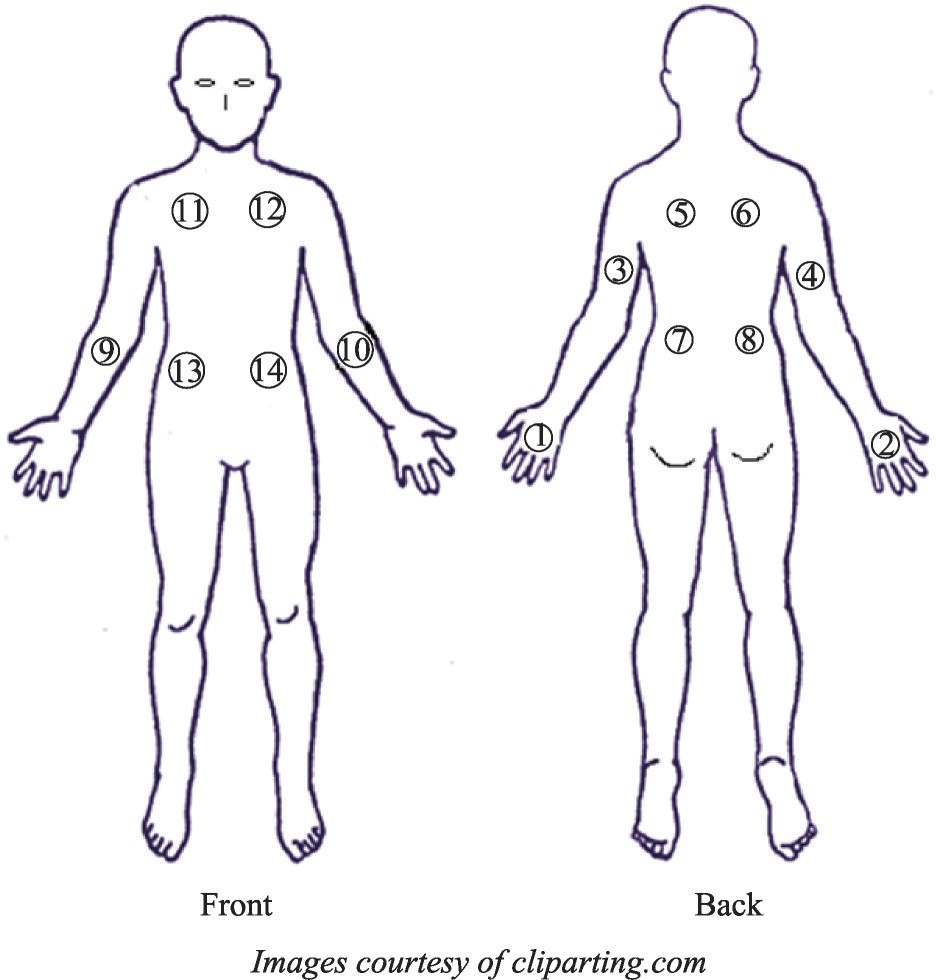 ⑪ ⑫ ⑤ ⑥
③ ④
⑨ ⑩ ⑦ ⑧
⑬ ⑭
① ②
Front Back
Images courtesy of cliparting.com